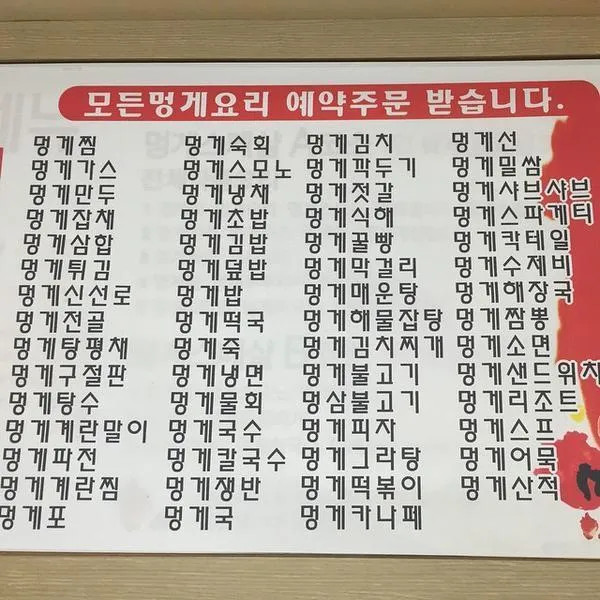 모든멍게요리 예약주문 받습니다.
멍게찜
멍게가스
멍게만두
멍게잡채
멍게삼합
멍게튀김
멍게신선로
멍게전골
멍게탕평채
멍게구절판
멍게탕수
멍게계란말이
멍게파전
멍게계란찜
멍게포
멍게숙회
멍게스모노
멍게냉채
멍게초밥
멍게김밥
멍게덮밥
멍게밥
멍게떡국
멍게죽
멍게냉면
멍게물회
멍게국수
멍게칼국수
멍게쟁반
멍게국
멍게김치
멍게깍두기
멍게젓갈
멍게식해
멍게꿀빵
멍게막걸리
멍게매운탕
멍게해물잡탕
멍게김치찌개
멍게불고기
멍삼불고기
멍게피자
멍게그라탕
멍게떡볶이
멍게카나페
멍게선
멍게밀쌈
멍게샤브샤브
멍게스파게티
멍게칵테일
멍게수제비
멍게해장국
멍게짬뽕
멍게소면
멍게샌드위치
멍게리조트
멍게스프
멍게어묵
멍게산적